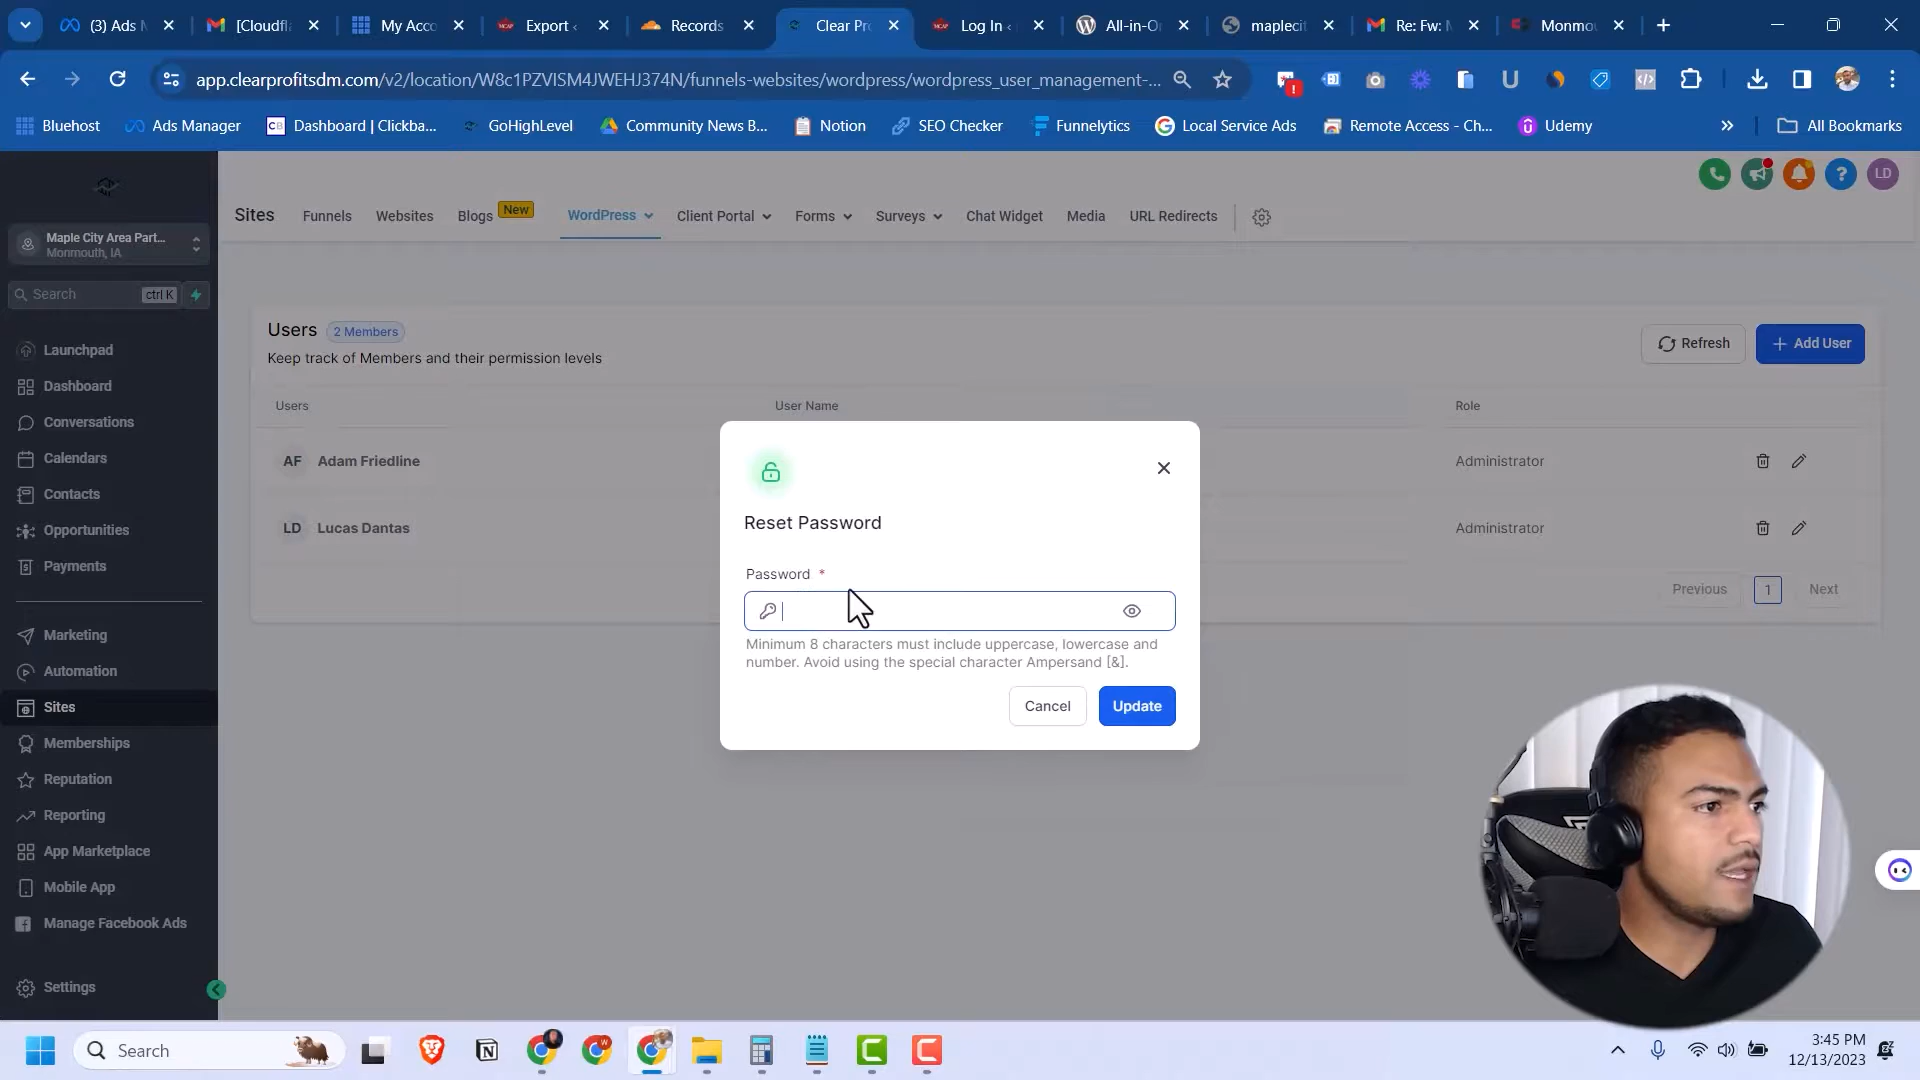 (3) Ads M
[Cloudfl
My Acco
Export ‹
Records
Clear Pr
Log In ‹
All-in-O
maplecit
Re: Fw: M
Monmou
app.clearprofitsdm.com/v2/location/W8c1PZVISM4JWEHJ374N/funnels-websites/wordpress/wordpress_user_management-...
Bluehost
Ads Manager
Dashboard | Clickba...
GoHighLevel
Community News B...
Notion
SEO Checker
Funnelytics
Local Service Ads
Remote Access - Ch...
Udemy
All Bookmarks
Maple City Area Part...
Monmouth, IA
Search
ctrl K
Launchpad
Dashboard
Conversations
Calendars
Contacts
Opportunities
Payments
Marketing
Automation
Sites
Memberships
Reputation
Reporting
App Marketplace
Mobile App
Manage Facebook Ads
Settings
LD
Sites
Funnels
Websites
Blogs
New
WordPress
Client Portal
Forms
Surveys
Chat Widget
Media
URL Redirects
Users
2 Members
Keep track of Members and their permission levels
Refresh
+ Add User
Users
User Name
Role
AF
Adam Friedline
Administrator
LD
Lucas Dantas
Administrator
Previous
1
Next
Reset Password
Password *
Minimum 8 characters must include uppercase, lowercase and
number. Avoid using the special character Ampersand [&].
Cancel
Update
Search
3:45 PM
12/13/2023